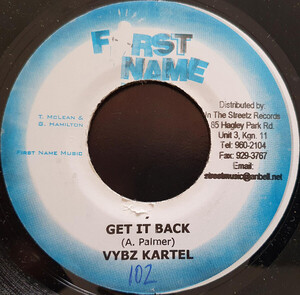 F RST
NAME
T. McLEAN &
G. HAMILTON
FIRST NAME MUSIC
Distributed by:
In The Streetz Records
85 Hagley Park Rd.
Unit 3, Kgn. 11
Tel: 960-2104
Fax: 929-3767
Email:
streetmusic@anbell.net
GET IT BACK
(A. Palmer)
VYBZ KARTEL
102